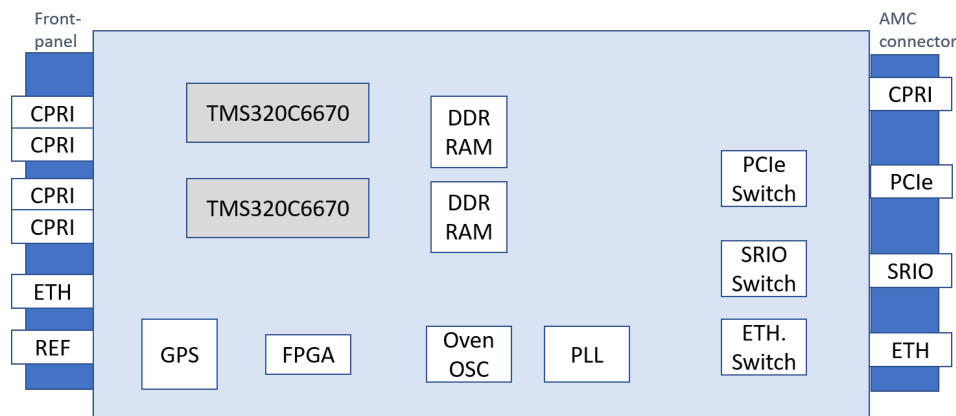 Front-
panel
AMC
connector
CPRI
CPRI
CPRI
CPRI
ETH
REF
TMS320C6670
TMS320C6670
DDR
RAM
DDR
RAM
GPS
FPGA
Oven
OSC
PLL
PCIe
Switch
SRIO
Switch
ETH.
Switch
CPRI
PCIe
SRIO
ETH